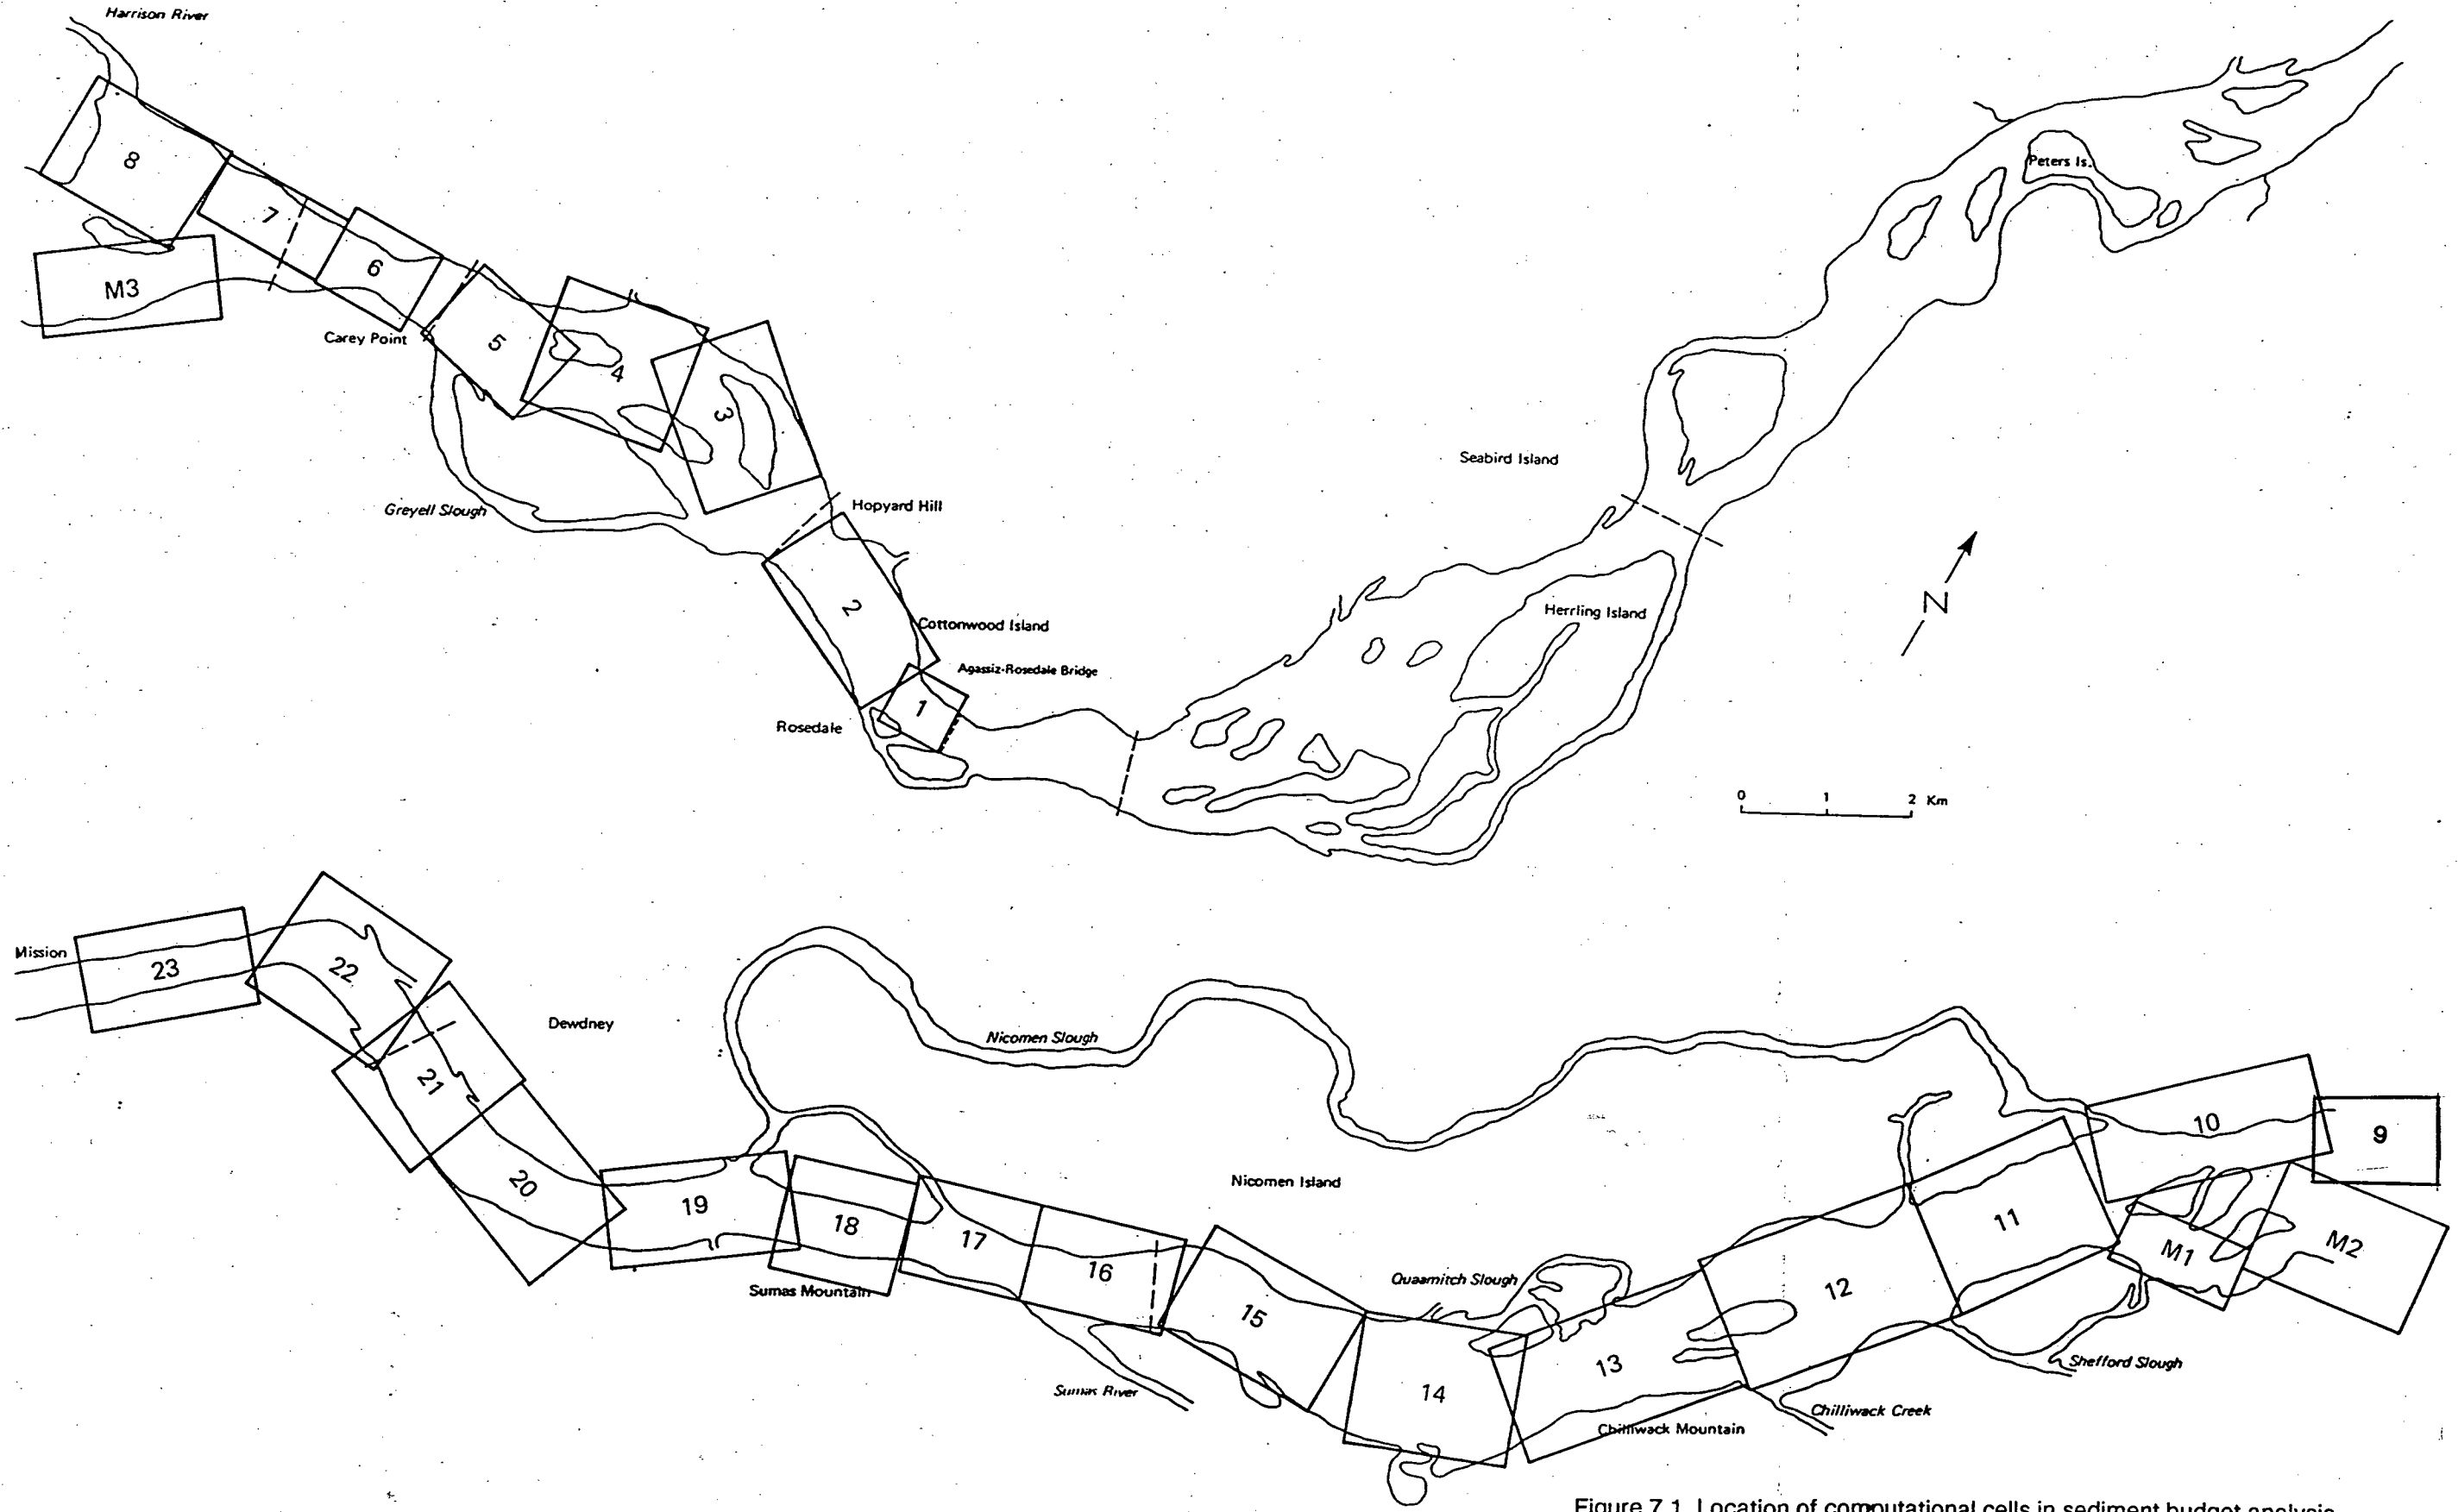 Harrison River
8
7
6
M3
Carey Point
5
4
3
Greyell Slough
Hopyard Hill
2
Cottonwood Island
Agassiz-Rosedale Bridge
1
Rosedale
Peters Is.
Seabird Island
Herrling Island
N
0 1 2 Km
Mission
23
22
21
20
Dewdney
Nicomen Slough
19
18
17
16
Sumas Mountain
Nicomen Island
Sumas River
15
14
Quaamitch Slough
13
12
11
10
9
M1
M2
Shefford Slough
Chilliwack Creek
Chilliwack Mountain
Figure 7.1 Location of computational cells in sediment budget analysis